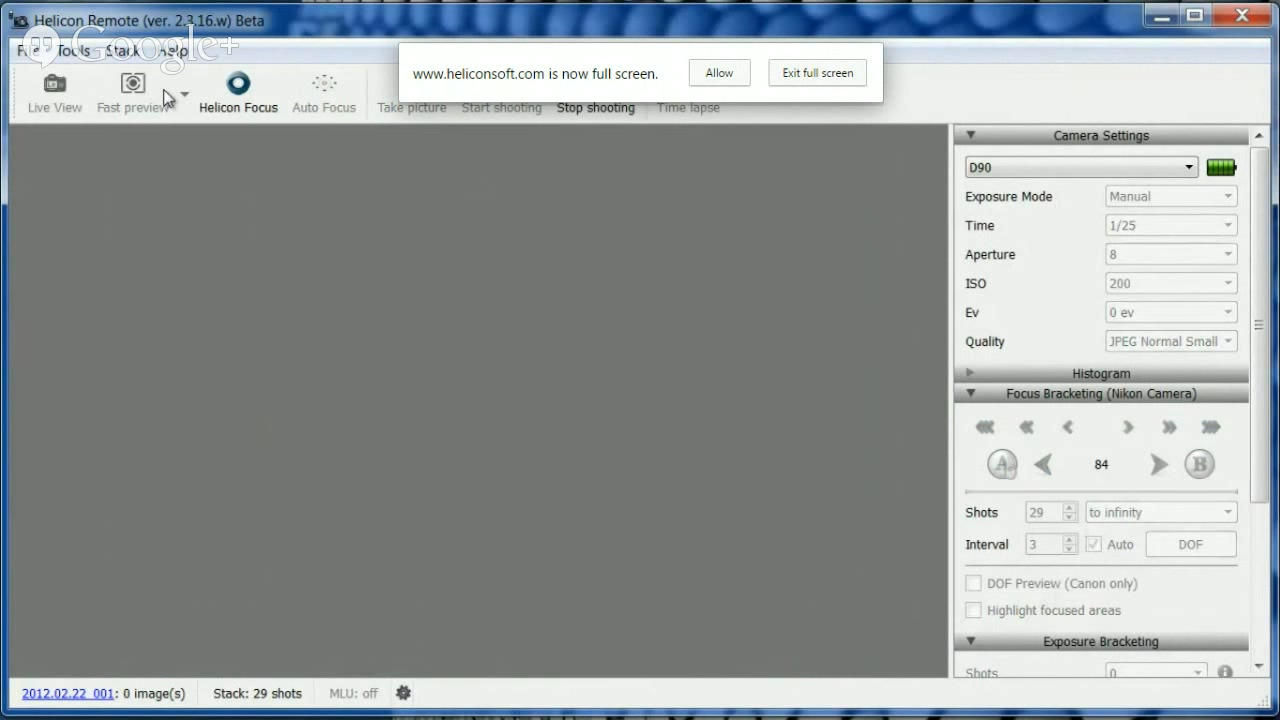 Helicon Remote (ver. 2.3.16.w) Beta
Google+
File Tools Stack Help
www.heliconsoft.com is now full screen. Allow Exit full screen
Live View Fast preview Helicon Focus Auto Focus Take picture Start shooting Stop shooting Time lapse
Camera Settings
D90
Exposure Mode Manual
Time 1/25
Aperture 8
ISO 200
Ev 0 ev
Quality JPEG Normal Small
Histogram
Focus Bracketing (Nikon Camera)
A 84 B
Shots 29 to infinity
Interval 3 Auto DOF
DOF Preview (Canon only)
Highlight focused areas
Exposure Bracketing
Shots 0
2012.02.22_001: 0 image(s) Stack: 29 shots MLU: off